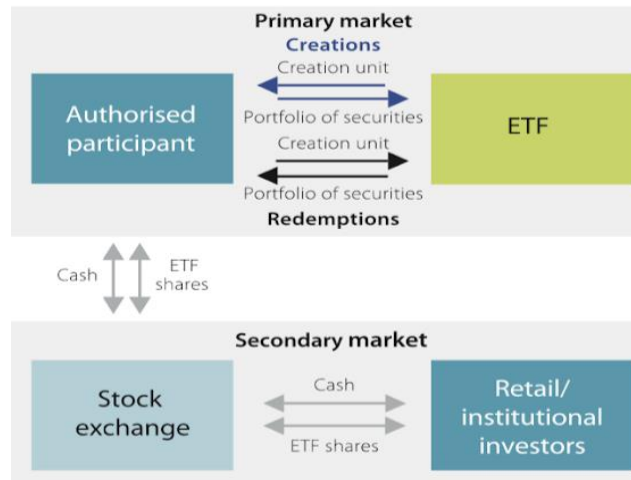 Primary market
Creations
Creation unit
Authorised
participant
ETF
Portfolio of securities
Creation unit
Portfolio of securities
Redemptions
Cash
ETF
shares
Secondary market
Stock
exchange
Cash
ETF shares
Retail/
institutional
investors